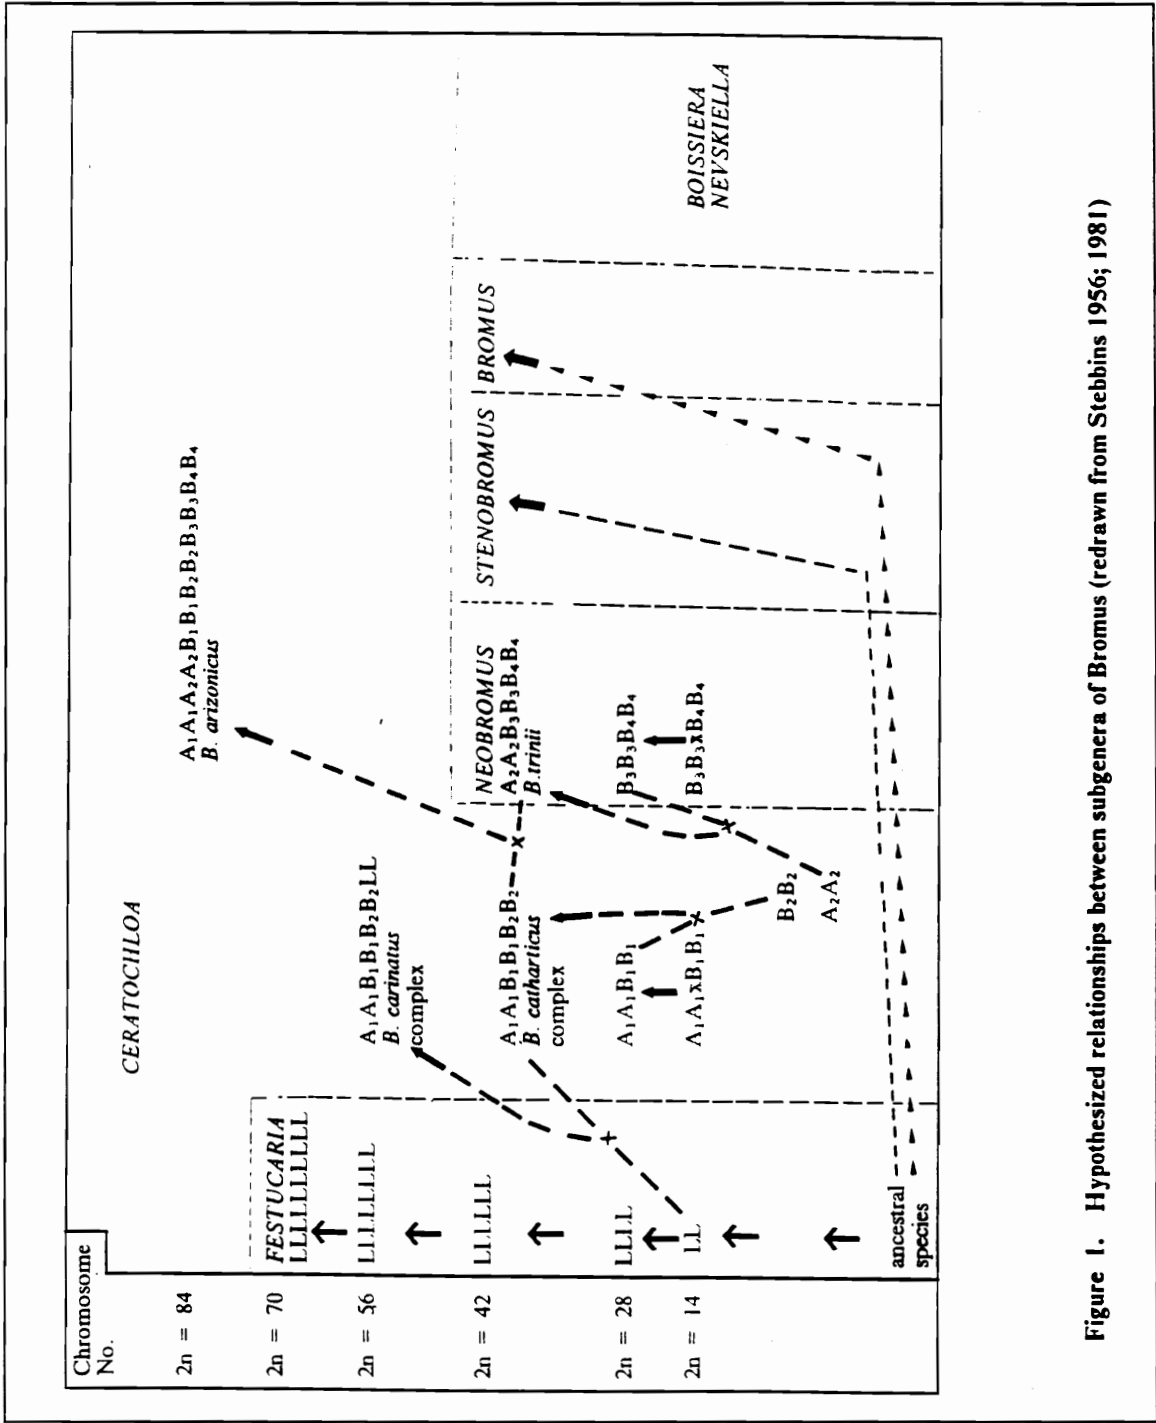 Chromosome
No.
CERATOCHLOA
2n = 84
A₁A₁A₂A₂B₁B₁B₂B₂B₃B₃B₄B₄
B. arizonicus
2n = 70
FESTUCARIA
LLLLLLLLLL
2n = 56
LLLLLLLL
A₁A₁B₁B₁B₂B₂LL
B. carinatus
complex
2n = 42
LLLLLL
A₁A₁B₁B₁B₂B₂
B. catharticus
complex
x
NEOBROMUS
A₂A₂B₃B₃B₄B₄
B.trinii
STENOBROMUS
BROMUS
2n = 28
LLLL
x
A₁A₁B₁B₁
B₃B₃B₄B₄
2n = 14
LL
A₁A₁xB₁B₁
x
x
B₃B₃xB₄B₄
BOISSIERA
NEVSKIELLA
B₂B₂
A₂A₂
ancestral
species
Figure 1. Hypothesized relationships between subgenera of Bromus (redrawn from Stebbins 1956; 1981)